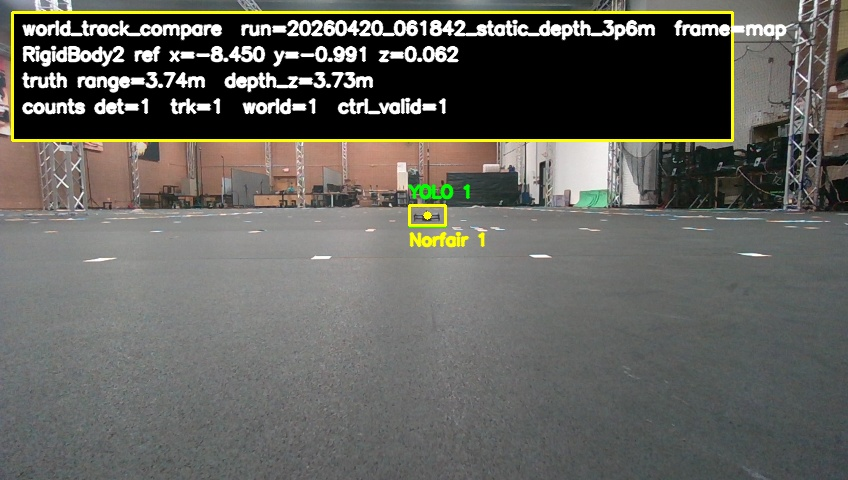 world_track_compare run=20260420_061842_static_depth_3p6m frame=map
RigidBody2 ref x=-8.450 y=-0.991 z=0.062
truth range=3.74m depth_z=3.73m
counts det=1 trk=1 world=1 ctrl_valid=1
YOLO 1
Norfair 1